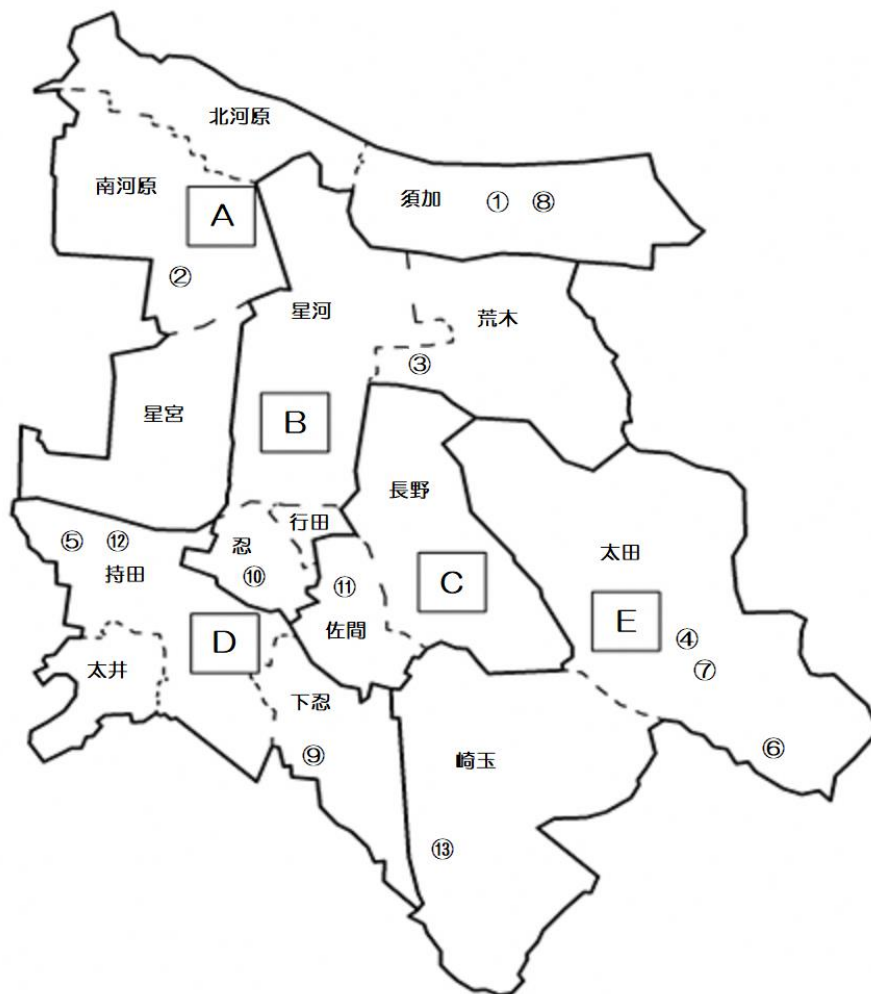 北河原
南河原
A
須加 ① ⑧
②
星河
荒木
③
星宮
B
長野
行田
忍
太田
⑤ ⑫
持田
⑩
⑪
C
佐間
E
④
D
太井
⑦
下忍
⑨
⑥
崎玉
⑬